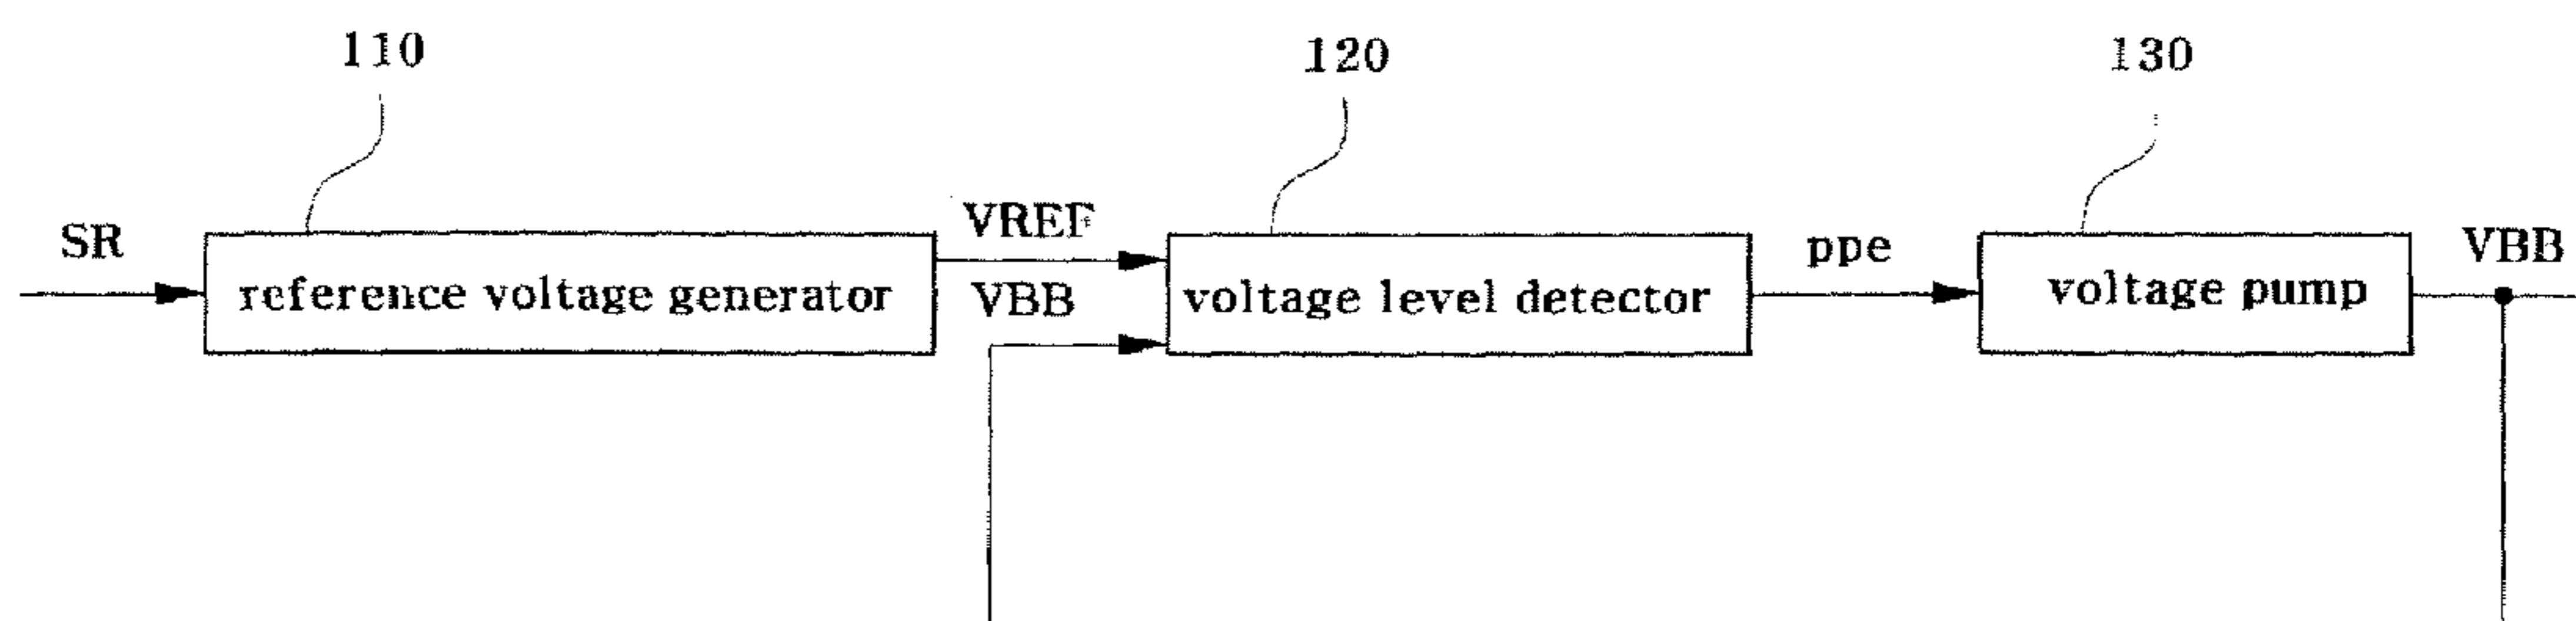 110 120 130
SR VREF ppe VBB
reference voltage generator VBB voltage level detector voltage pump